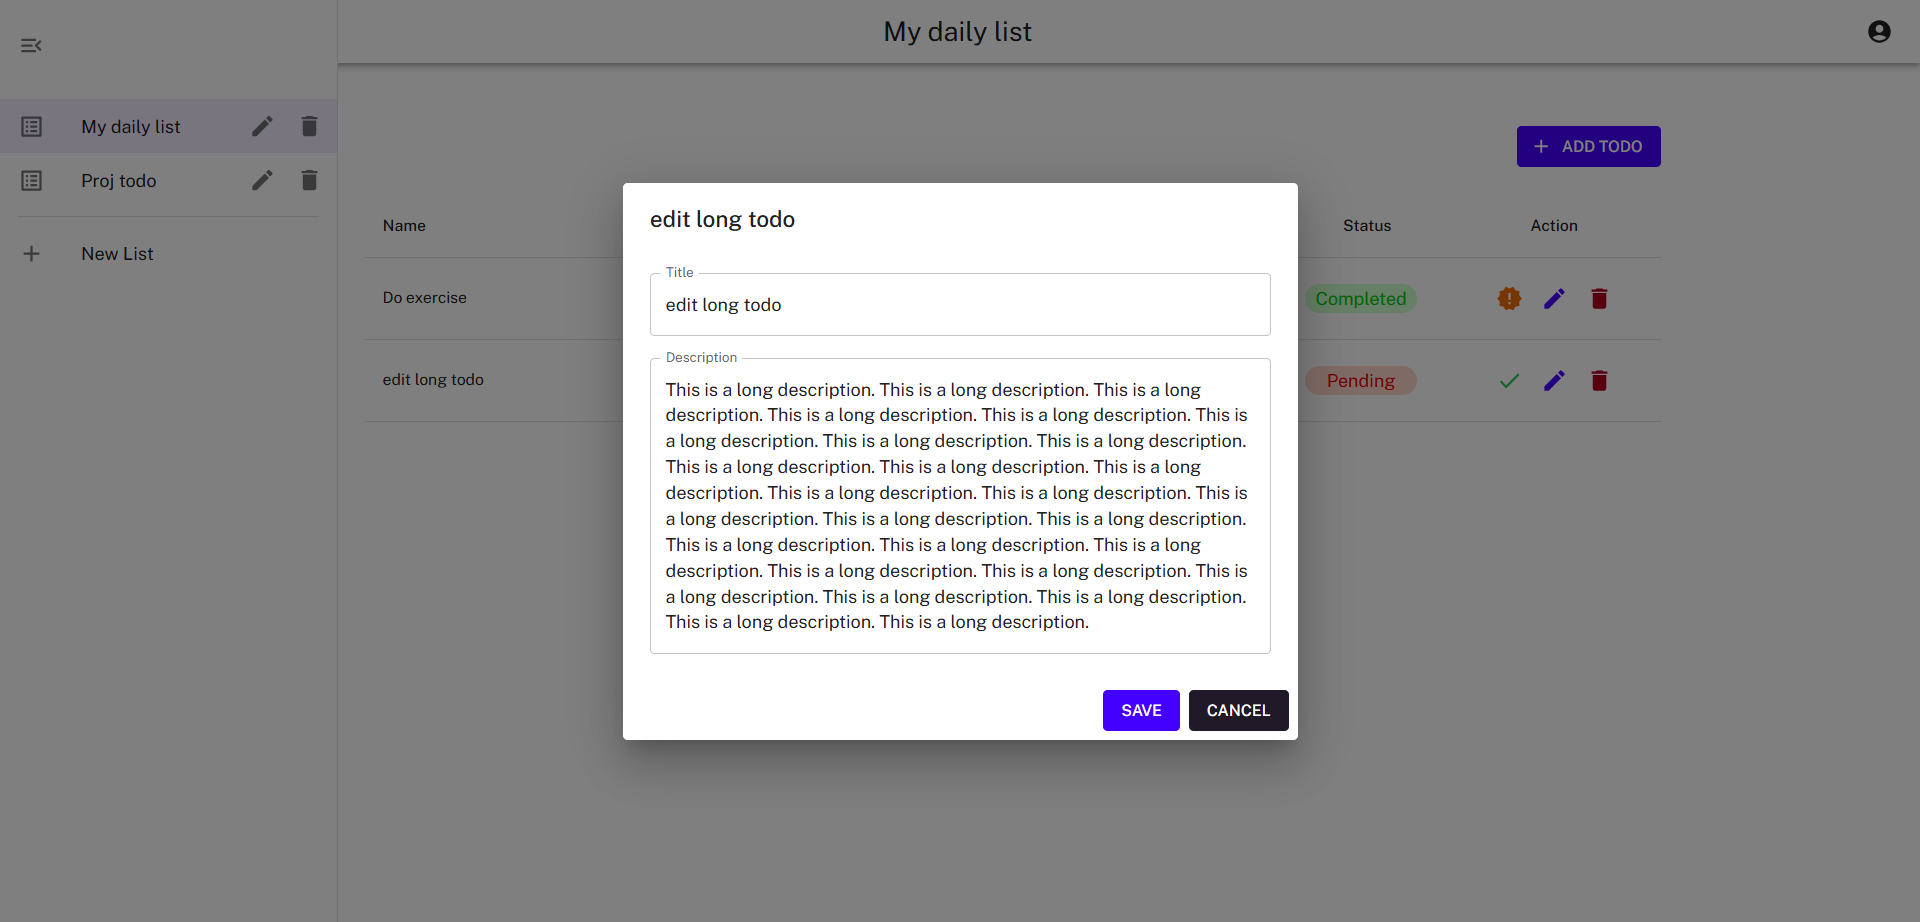 My daily list
My daily list
Proj todo
New List
ADD TODO
Name
Status
Action
Do exercise
Completed
edit long todo
Pending
edit long todo
Title
edit long todo
Description
This is a long description. This is a long description. This is a long
description. This is a long description. This is a long description. This is
a long description. This is a long description. This is a long description.
This is a long description. This is a long description. This is a long
description. This is a long description. This is a long description. This is
a long description. This is a long description. This is a long description.
This is a long description. This is a long description. This is a long
description. This is a long description. This is a long description. This is
a long description. This is a long description. This is a long description.
This is a long description. This is a long description.
SAVE
CANCEL